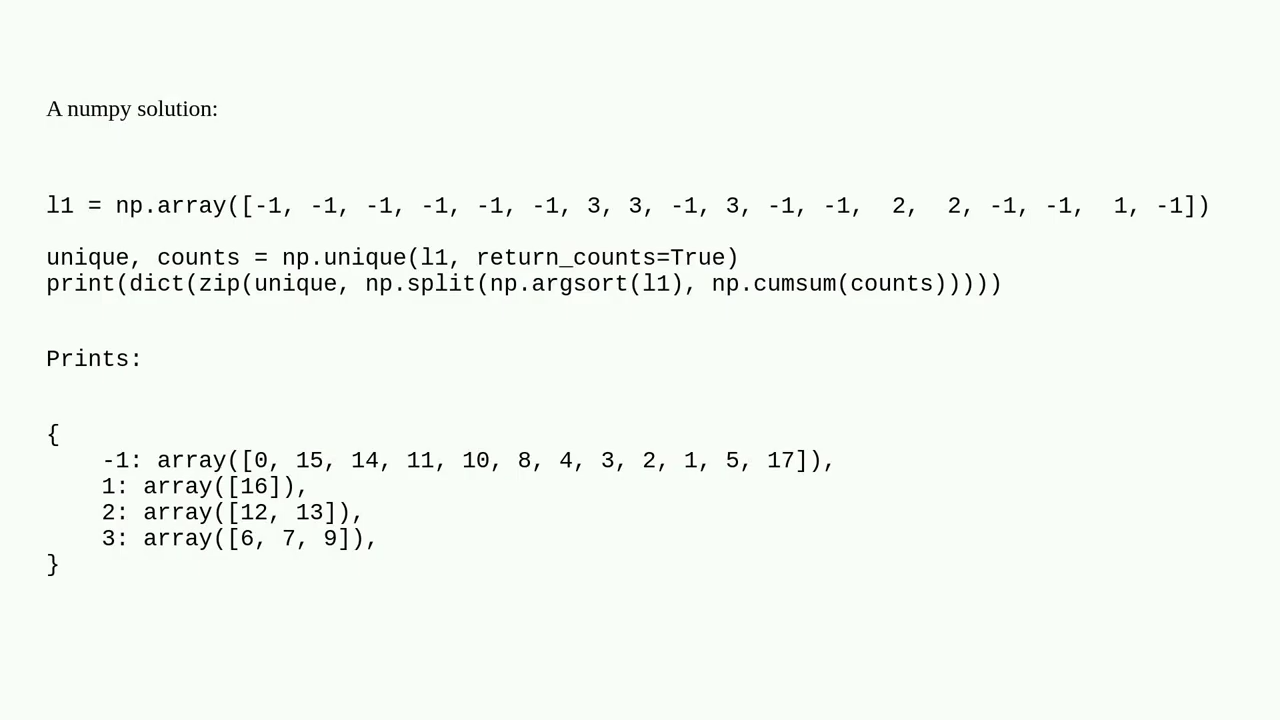 A numpy solution:
l1 = np.array([-1, -1, -1, -1, -1, -1, 3, 3, -1, 3, -1, -1,  2,  2, -1, -1,  1, -1])
unique, counts = np.unique(l1, return_counts=True)
print(dict(zip(unique, np.split(np.argsort(l1), np.cumsum(counts)))))
Prints:
{
    -1: array([0, 15, 14, 11, 10, 8, 4, 3, 2, 1, 5, 17]),
    1: array([16]),
    2: array([12, 13]),
    3: array([6, 7, 9]),
}